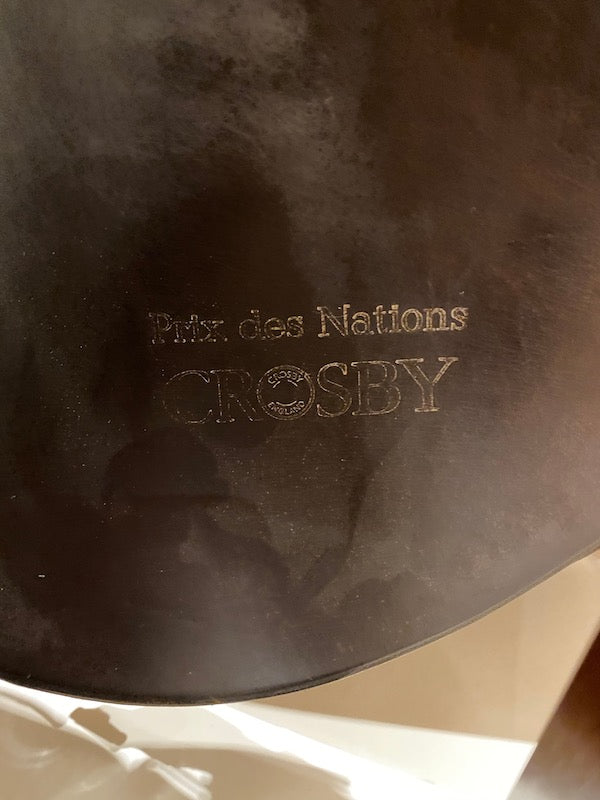 Prix des Nations
CROSBY
CROSBY
ENGLAND